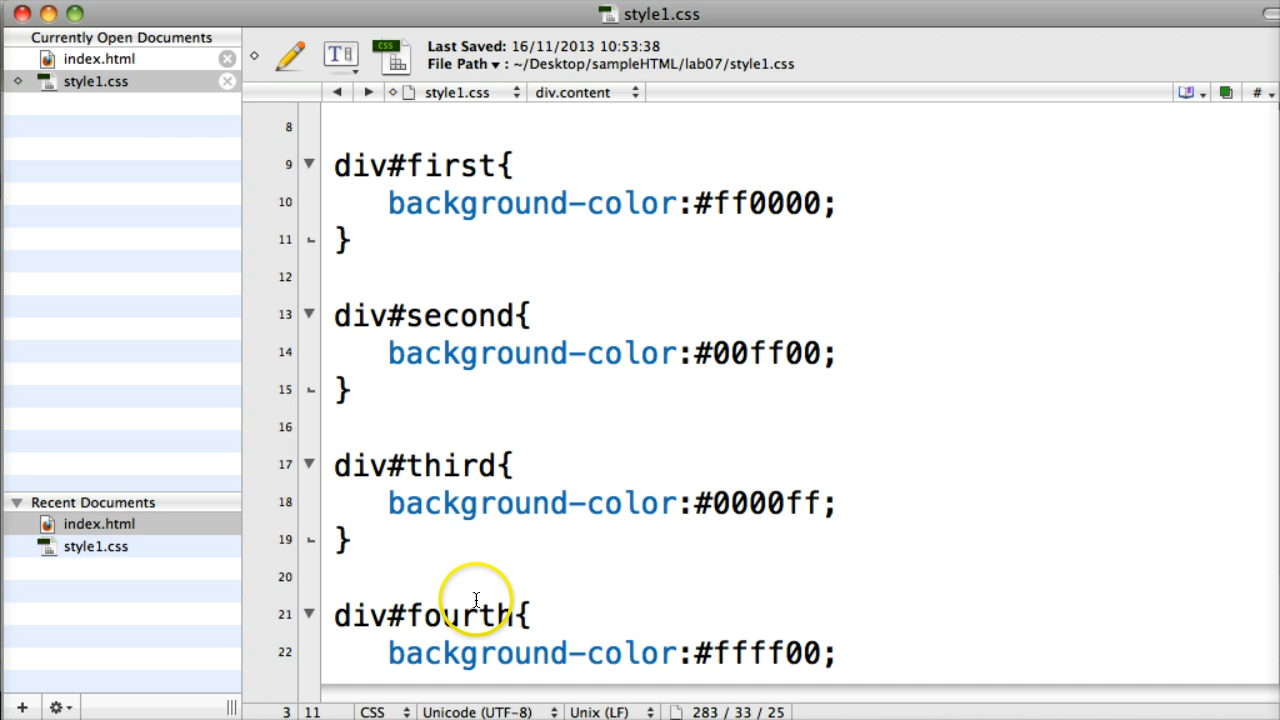 style1.css
Currently Open Documents
index.html
style1.css
Last Saved: 16/11/2013 10:53:38
File Path ▾ : ~/Desktop/sampleHTML/lab07/style1.css
style1.css
div.content
#
8
9 div#first{
10 background-color:#ff0000;
11 }
12
13 div#second{
14 background-color:#00ff00;
15 }
16
17 div#third{
18 background-color:#0000ff;
19 }
20
21 div#fourth{
22 background-color:#ffff00;
Recent Documents
index.html
style1.css
3 11 CSS Unicode (UTF-8) Unix (LF) 283 / 33 / 25